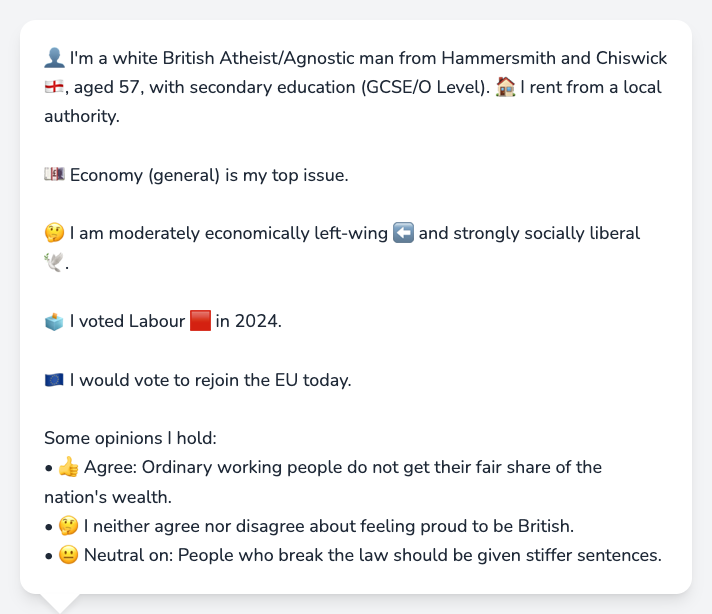 👤 I'm a white British Atheist/Agnostic man from Hammersmith and Chiswick
🏴󠁧󠁢󠁥󠁮󠁧󠁿, aged 57, with secondary education (GCSE/O Level). 🏠 I rent from a local
authority.
💷 Economy (general) is my top issue.
🤔 I am moderately economically left-wing ⬅️ and strongly socially liberal
🕊️.
🗳️ I voted Labour 🟥 in 2024.
🇪🇺 I would vote to rejoin the EU today.
Some opinions I hold:
• 👍 Agree: Ordinary working people do not get their fair share of the
nation's wealth.
• 🤔 I neither agree nor disagree about feeling proud to be British.
• 😐 Neutral on: People who break the law should be given stiffer sentences.